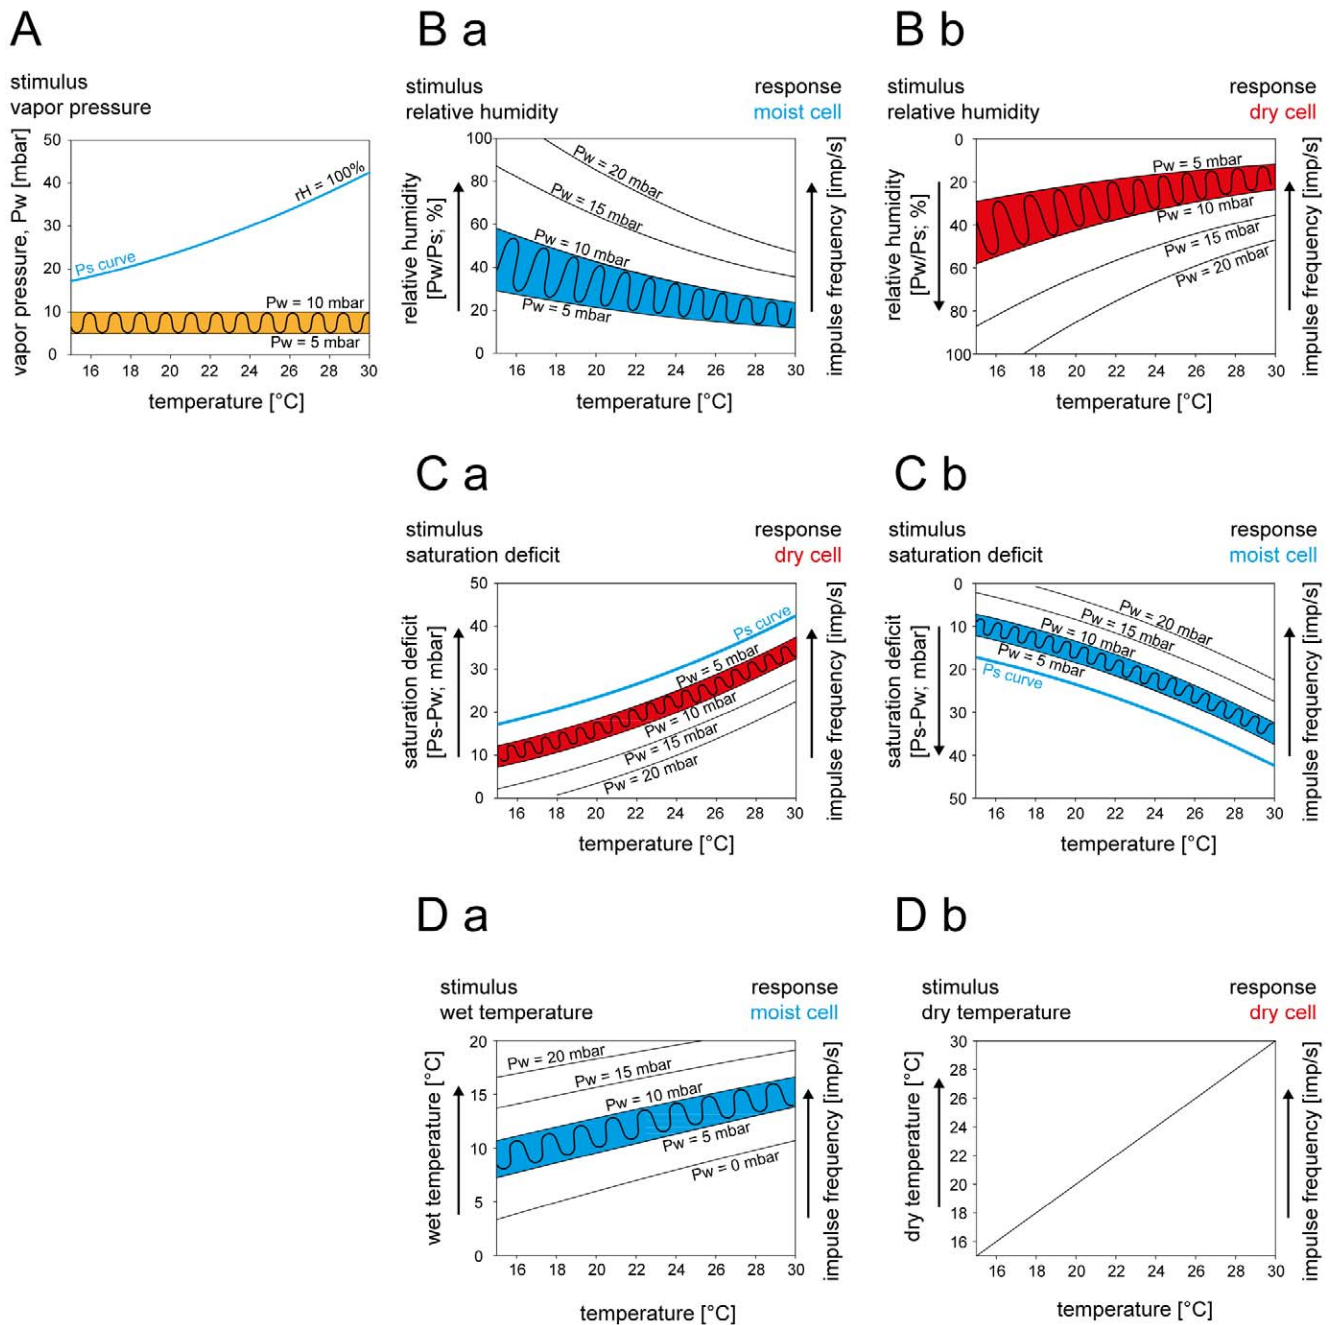 A
stimulus
vapor pressure
vapor pressure, Pw [mbar]
50
40
30
20
10
0
rH = 100%
Ps curve
Pw = 10 mbar
Pw = 5 mbar
16 18 20 22 24 26 28 30
temperature [°C]
B a
stimulus response
relative humidity moist cell
relative humidity
[Pw/Ps; %]
100
80
60
40
20
0
Pw = 20 mbar
Pw = 15 mbar
Pw = 10 mbar
Pw = 5 mbar
impulse frequency [imp/s]
16 18 20 22 24 26 28 30
temperature [°C]
B b
stimulus response
relative humidity dry cell
relative humidity
[Pw/Ps; %]
0
20
40
60
80
100
Pw = 5 mbar
Pw = 10 mbar
Pw = 15 mbar
Pw = 20 mbar
impulse frequency [imp/s]
16 18 20 22 24 26 28 30
temperature [°C]
C a
stimulus response
saturation deficit dry cell
saturation deficit
[Ps-Pw; mbar]
50
40
30
20
10
0
Ps curve
Pw = 5 mbar
Pw = 10 mbar
Pw = 15 mbar
Pw = 20 mbar
impulse frequency [imp/s]
16 18 20 22 24 26 28 30
temperature [°C]
C b
stimulus response
saturation deficit moist cell
saturation deficit
[Ps-Pw; mbar]
0
10
20
30
40
50
Pw = 20 mbar
Pw = 15 mbar
Pw = 10 mbar
Pw = 5 mbar
Ps curve
impulse frequency [imp/s]
16 18 20 22 24 26 28 30
temperature [°C]
D a
stimulus response
wet temperature moist cell
wet temperature [°C]
20
15
10
5
0
Pw = 20 mbar
Pw = 15 mbar
Pw = 10 mbar
Pw = 5 mbar
Pw = 0 mbar
impulse frequency [imp/s]
16 18 20 22 24 26 28 30
temperature [°C]
D b
stimulus response
dry temperature dry cell
dry temperature [°C]
30
28
26
24
22
20
18
16
impulse frequency [imp/s]
16 18 20 22 24 26 28 30
temperature [°C]